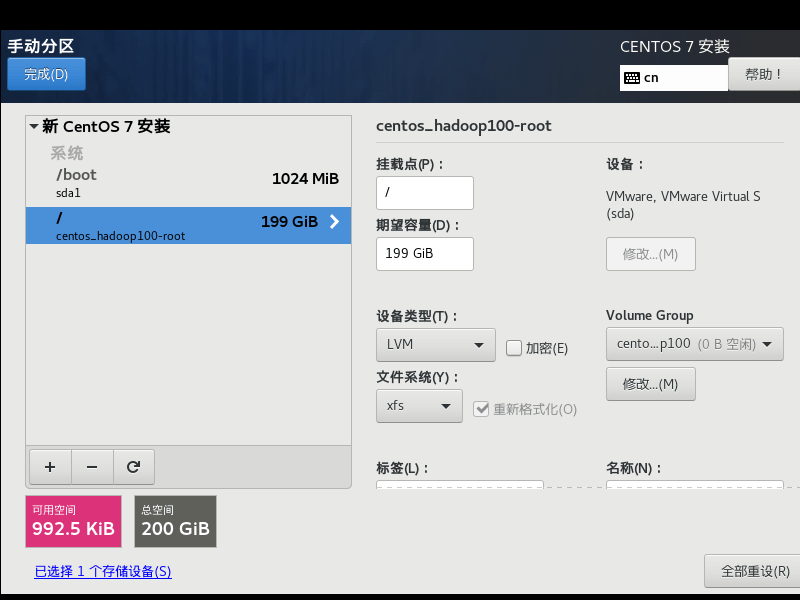 手动分区
CENTOS 7 安装
完成(D)
cn
帮助！
新 CentOS 7 安装
系统
/boot
1024 MiB
sda1
/
199 GiB
centos_hadoop100-root
centos_hadoop100-root
挂载点(P)：
设备：
/
VMware, VMware Virtual S
(sda)
期望容量(D)：
199 GiB
修改...(M)
设备类型(T)：
Volume Group
LVM
加密(E)
cento...p100 (0 B 空闲)
文件系统(Y)：
修改...(M)
xfs
重新格式化(O)
标签(L)：
名称(N)：
可用空间
992.5 KiB
总空间
200 GiB
已选择 1 个存储设备(S)
全部重设(R)